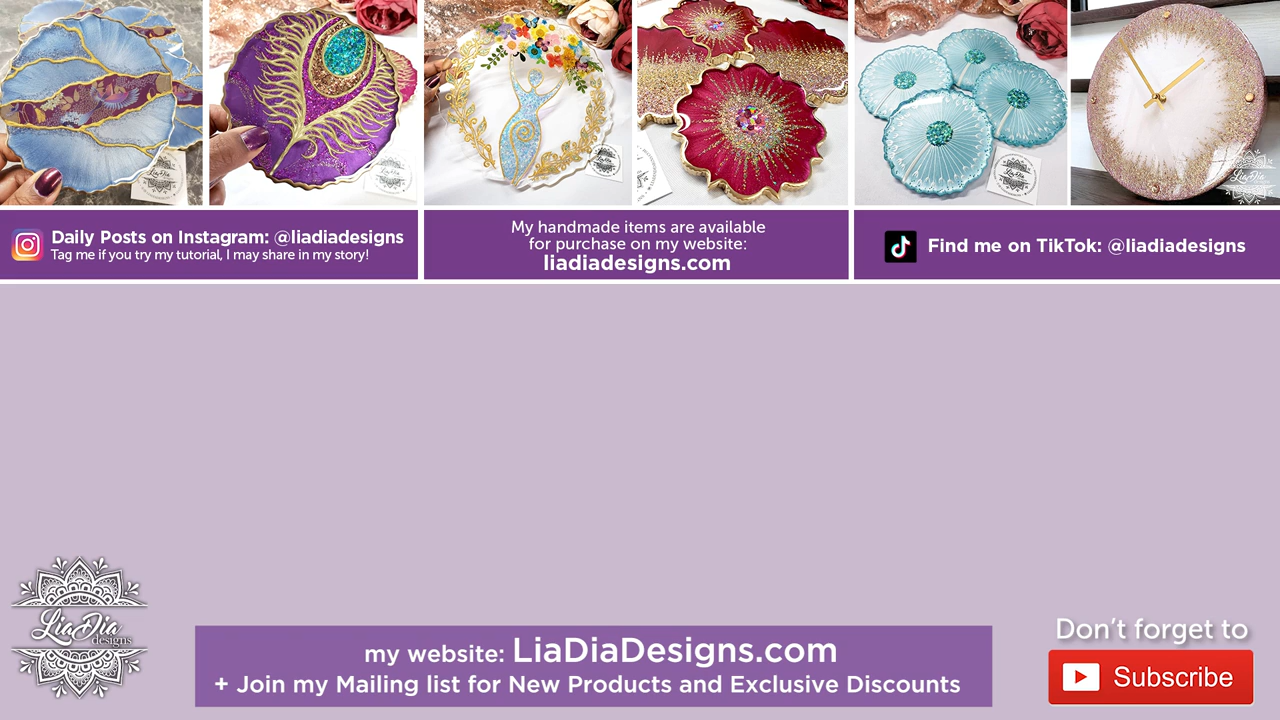 Daily Posts on Instagram: @liadiadesigns
Tag me if you try my tutorial, I may share in my story!
My handmade items are available
for purchase on my website:
liadiadesigns.com
Find me on TikTok: @liadiadesigns
LiaDia
designs
my website: LiaDiaDesigns.com
+ Join my Mailing list for New Products and Exclusive Discounts
Don't forget to
Subscribe